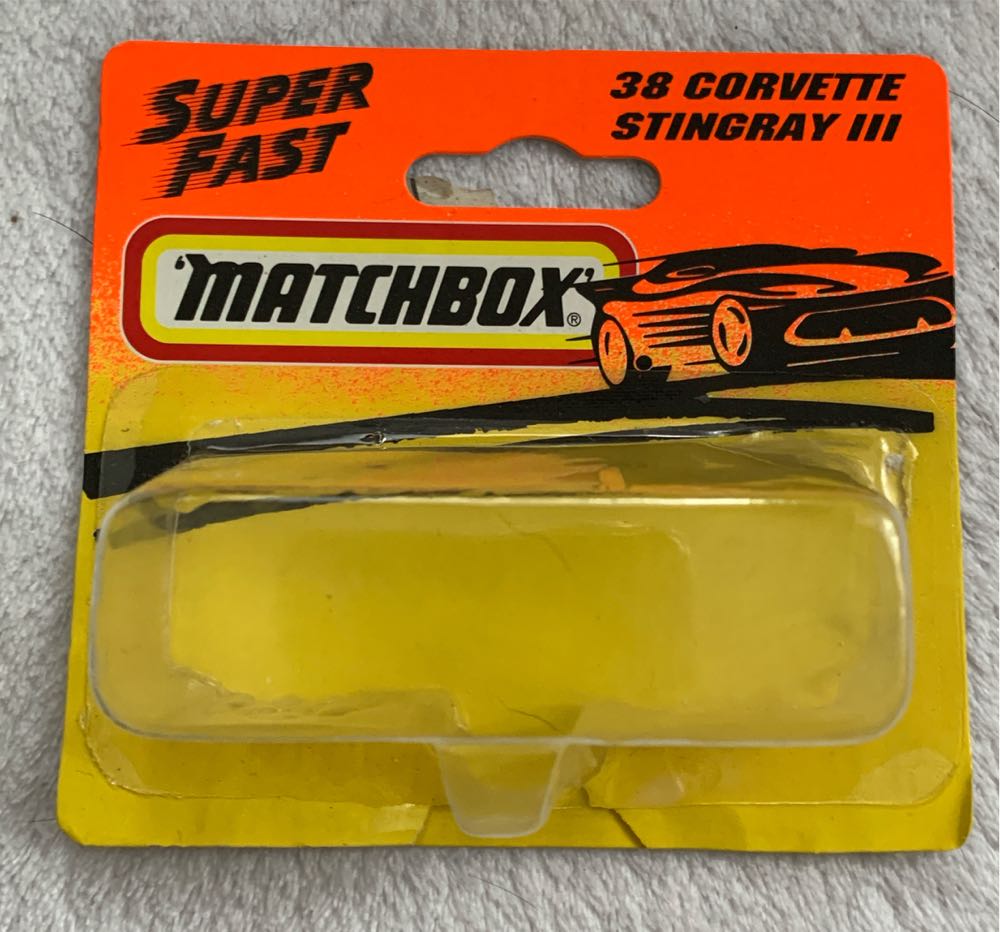 SUPER
FAST
38 CORVETTE
STINGRAY III
'MATCHBOX'®